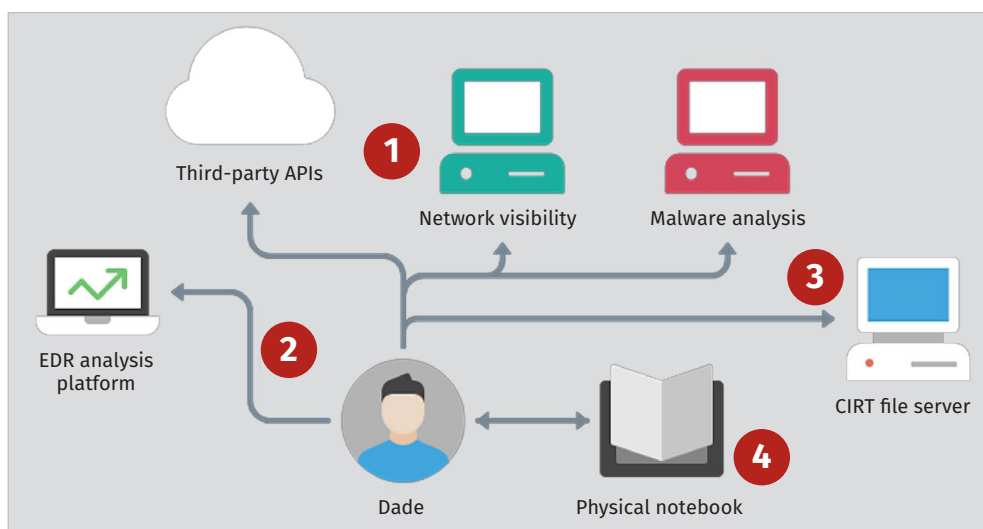 Third-party APIs
1
Network visibility
Malware analysis
EDR analysis
platform
2
3
CIRT file server
Dade
Physical notebook
4